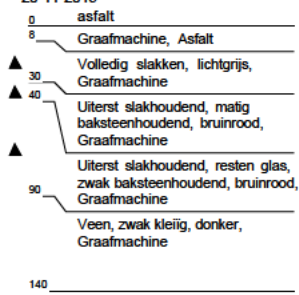 0 asfalt
8 Graafmachine, Asfalt
Volledig slakken, lichtgrijs,
30 Graafmachine
40 Uiterst slakhoudend, matig
baksteenhoudend, bruinrood,
Graafmachine
Uiterst slakhoudend, resten glas,
zwak baksteenhoudend, bruinrood,
90 Graafmachine
Veen, zwak kleiïg, donker,
Graafmachine
140